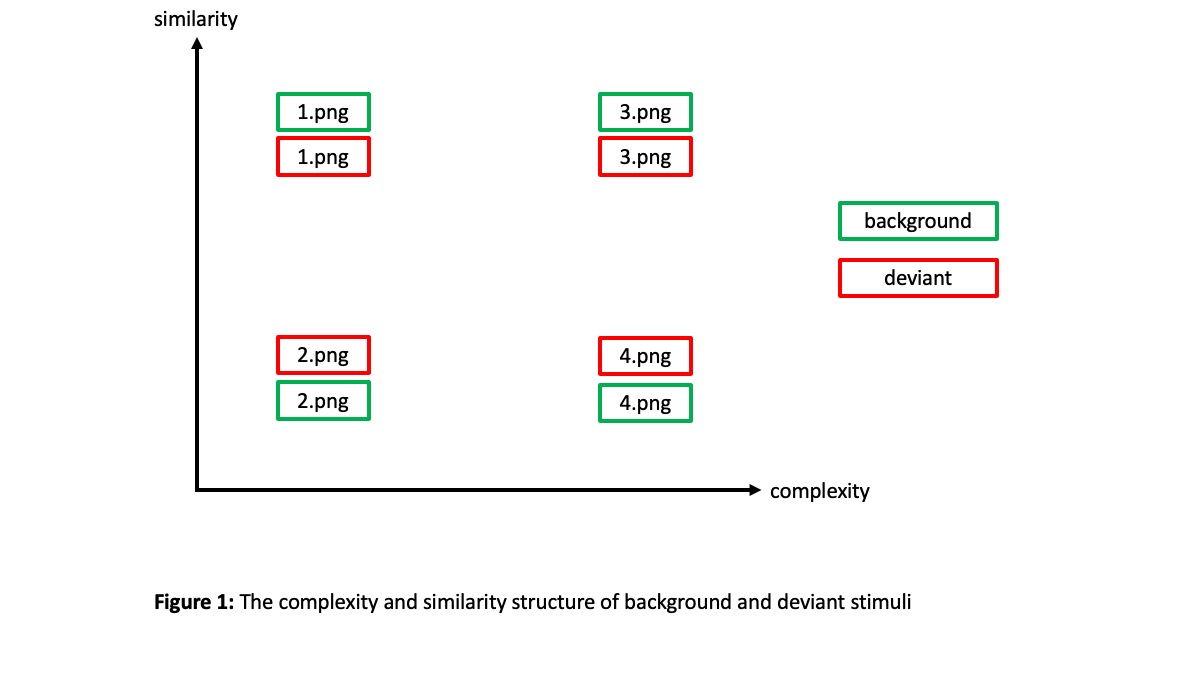 similarity
1.png
3.png
1.png
3.png
background
deviant
2.png
4.png
2.png
4.png
complexity
Figure 1: The complexity and similarity structure of background and deviant stimuli